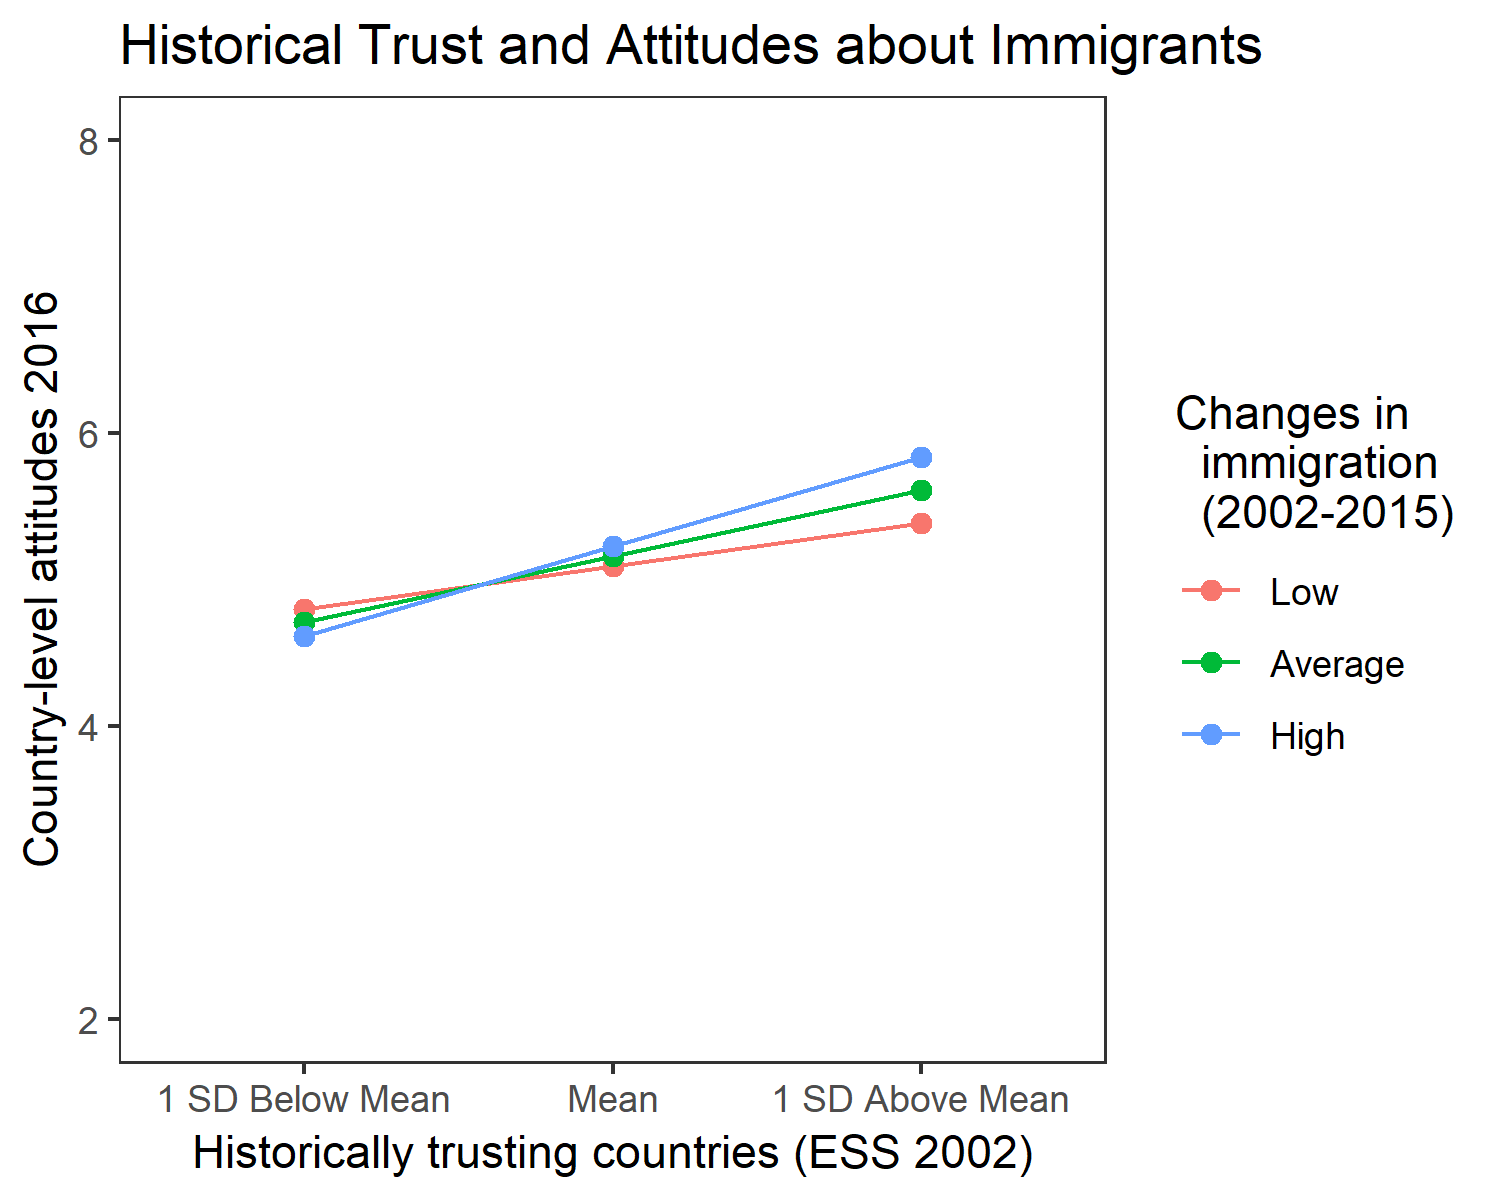 Historical Trust and Attitudes about Immigrants
Country-level attitudes 2016
8
6
4
2
1 SD Below Mean
Mean
1 SD Above Mean
Historically trusting countries (ESS 2002)
Changes in
immigration
(2002-2015)
Low
Average
High